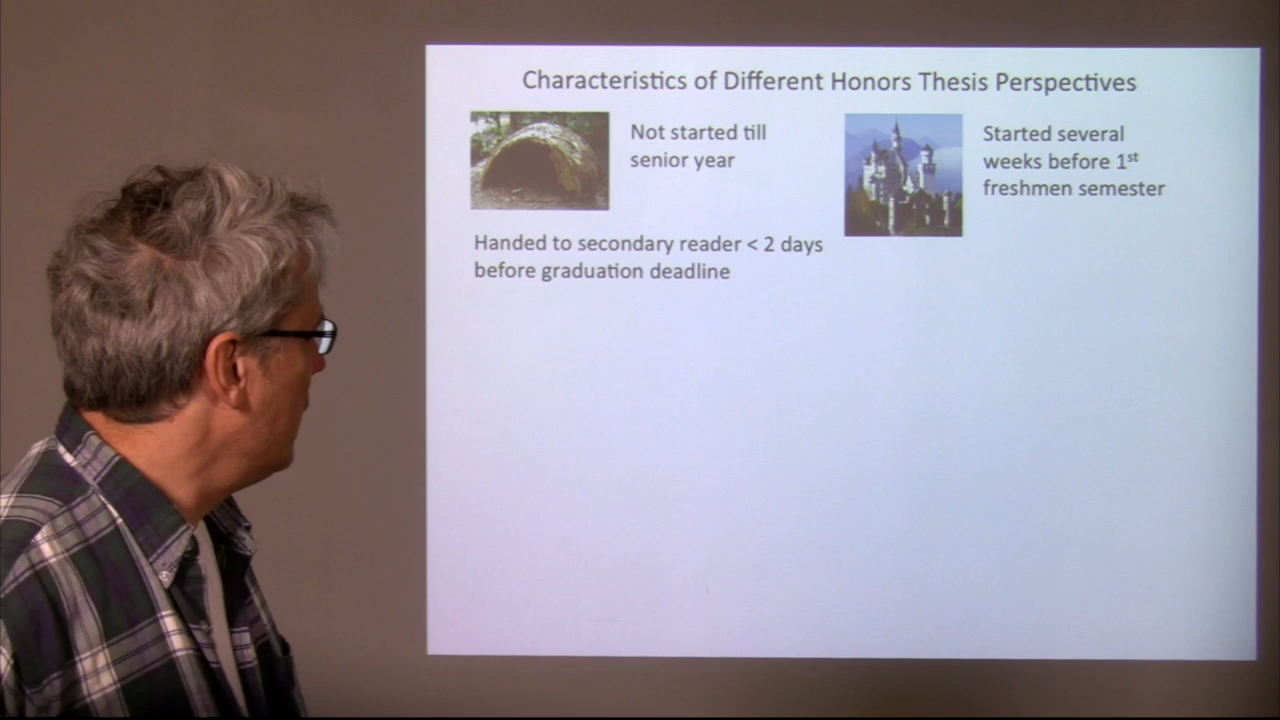 Characteristics of Different Honors Thesis Perspectives
Not started till
senior year
Handed to secondary reader < 2 days
before graduation deadline
Started several
weeks before 1st
freshmen semester